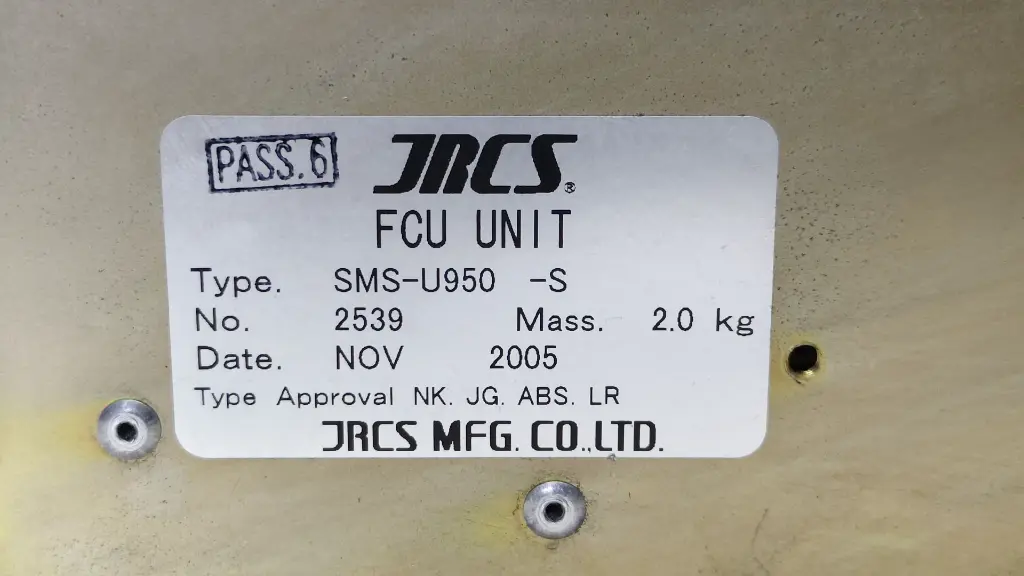 PASS.6
JRCS®
FCU UNIT
Type. SMS-U950 -S
No. 2539 Mass. 2.0 kg
Date. NOV 2005
Type Approval NK. JG. ABS. LR
JRCS MFG. CO.,LTD.